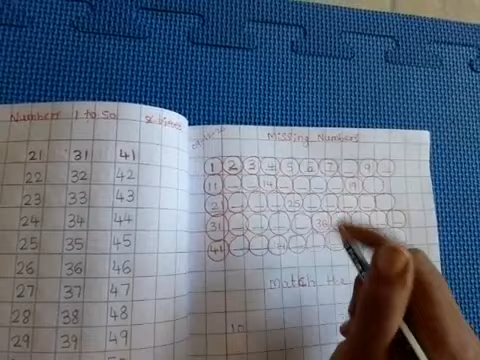 Numbers 1 to 50
21 31 41
22 32 42
23 33 43
24 34 44
25 35 45
26 36 46
27 37 47
28 38 48
29 39 49
Missing Numbers
1 2 3 4 5 6 7 _ 9 _
11 _ _ 14 _ _ _ _ 19 _
21 _ _ _ 25 _ _ _ _
31 _ _ _ _ 36 _ _ _
41 _ _ _ _
Match the
10